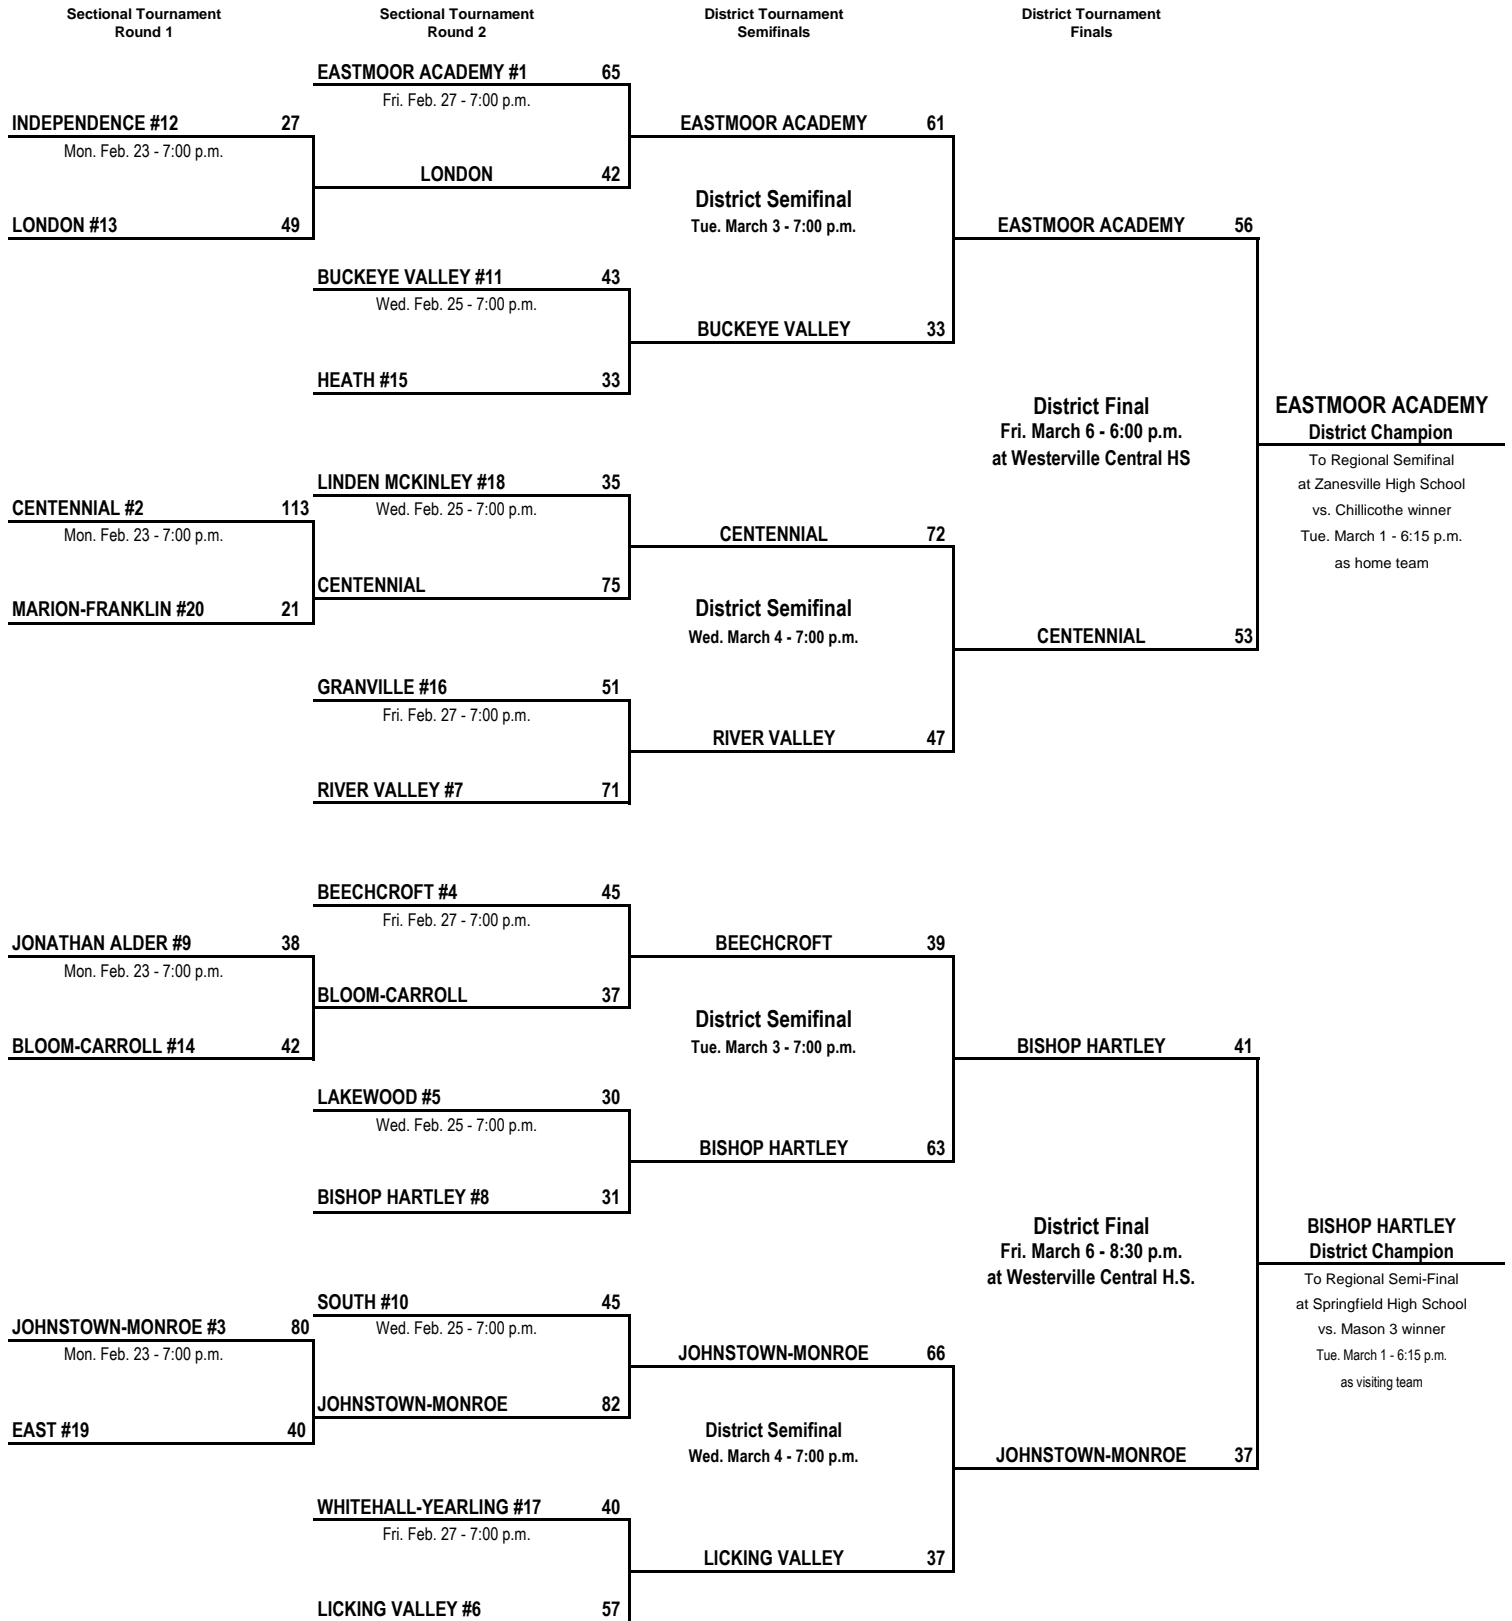 Sectional Tournament
Round 1
Sectional Tournament
Round 2
District Tournament
Semifinals
District Tournament
Finals
EASTMOOR ACADEMY #1 65
Fri. Feb. 27 - 7:00 p.m.
INDEPENDENCE #12 27
EASTMOOR ACADEMY 61
Mon. Feb. 23 - 7:00 p.m.
LONDON 42
District Semifinal
LONDON #13 49
Tue. March 3 - 7:00 p.m.
EASTMOOR ACADEMY 56
BUCKEYE VALLEY #11 43
Wed. Feb. 25 - 7:00 p.m.
BUCKEYE VALLEY 33
HEATH #15 33
District Final
Fri. March 6 - 6:00 p.m.
at Westerville Central HS
EASTMOOR ACADEMY
District Champion
To Regional Semifinal
at Zanesville High School
vs. Chillicothe winner
Tue. March 1 - 6:15 p.m.
as home team
LINDEN MCKINLEY #18 35
Wed. Feb. 25 - 7:00 p.m.
CENTENNIAL #2 113
Mon. Feb. 23 - 7:00 p.m.
CENTENNIAL 72
CENTENNIAL 75
MARION-FRANKLIN #20 21
District Semifinal
Wed. March 4 - 7:00 p.m.
CENTENNIAL 53
GRANVILLE #16 51
Fri. Feb. 27 - 7:00 p.m.
RIVER VALLEY 47
RIVER VALLEY #7 71
BEECHCROFT #4 45
Fri. Feb. 27 - 7:00 p.m.
JONATHAN ALDER #9 38
BEECHCROFT 39
Mon. Feb. 23 - 7:00 p.m.
BLOOM-CARROLL 37
District Semifinal
BLOOM-CARROLL #14 42
Tue. March 3 - 7:00 p.m.
BISHOP HARTLEY 41
LAKEWOOD #5 30
Wed. Feb. 25 - 7:00 p.m.
BISHOP HARTLEY 63
BISHOP HARTLEY #8 31
District Final
Fri. March 6 - 8:30 p.m.
at Westerville Central H.S.
BISHOP HARTLEY
District Champion
To Regional Semi-Final
at Springfield High School
vs. Mason 3 winner
Tue. March 1 - 6:15 p.m.
as visiting team
SOUTH #10 45
Wed. Feb. 25 - 7:00 p.m.
JOHNSTOWN-MONROE #3 80
Mon. Feb. 23 - 7:00 p.m.
JOHNSTOWN-MONROE 66
JOHNSTOWN-MONROE 82
EAST #19 40
District Semifinal
Wed. March 4 - 7:00 p.m.
JOHNSTOWN-MONROE 37
WHITEHALL-YEARLING #17 40
Fri. Feb. 27 - 7:00 p.m.
LICKING VALLEY 37
LICKING VALLEY #6 57